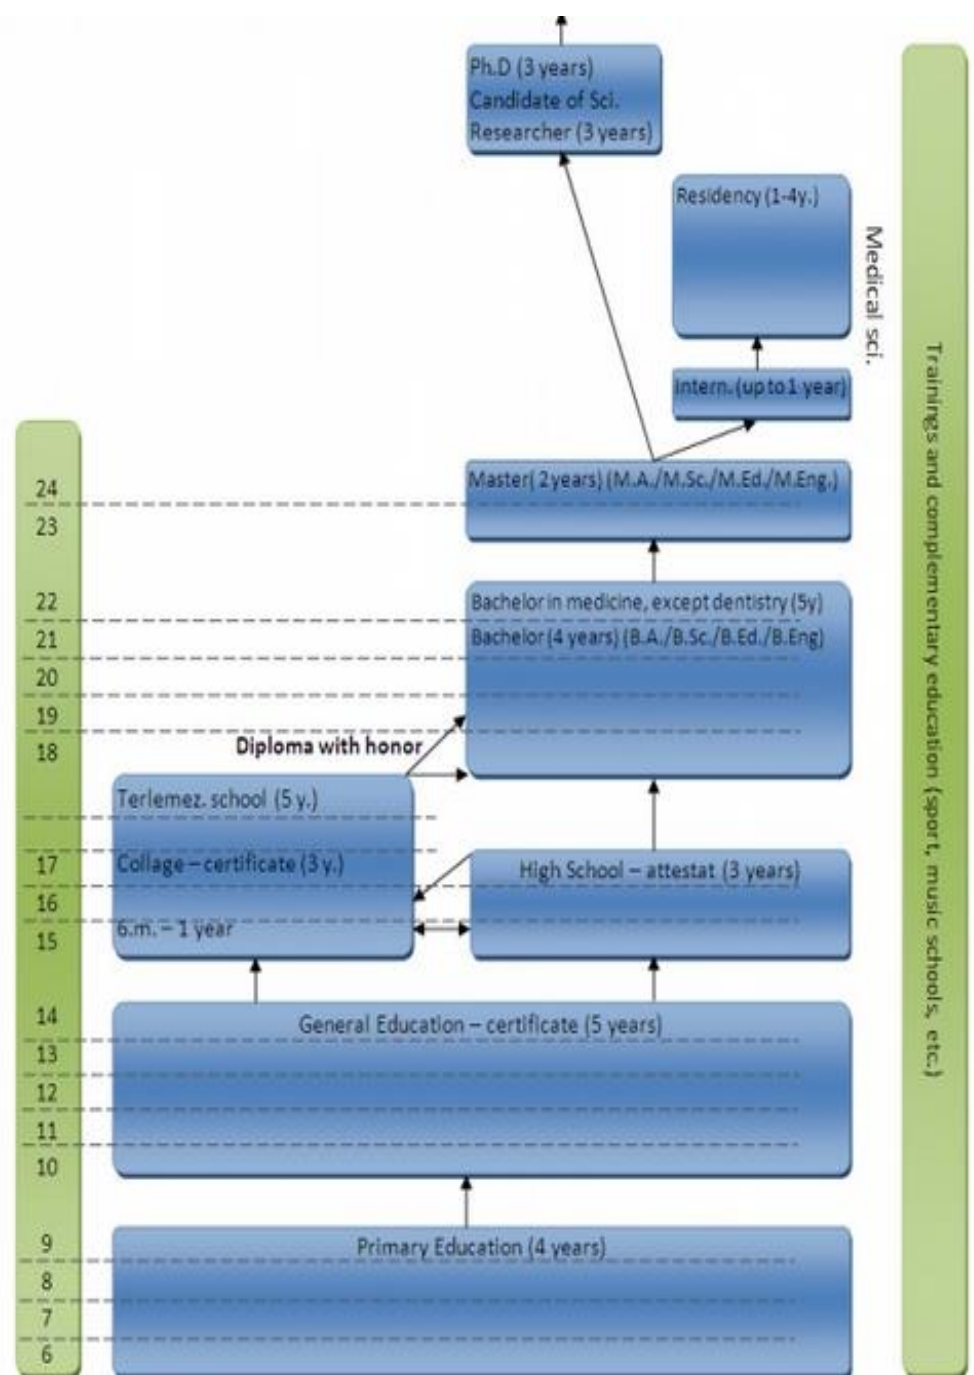 Ph.D (3 years)
Candidate of Sci.
Researcher (3 years)
Residency (1-4y.)
Medical sci.
Intern. (up to 1 year)
Trainings and complementary education (sport, music schools, etc.)
24
Master( 2years) (M.A./M.Sc./M.Ed./M.Eng.)
23
22
Bachelor in medicine, except dentistry (5y)
21
Bachelor (4 years) (B.A./B.Sc./B.Ed./B.Eng)
20
19
18
Diploma with honor
Terlemez. school (5 y.)
17
Collage – certificate (3 y.)
High School – attestat (3 years)
16
15
6.m. – 1 year
14
General Education – certificate (5 years)
13
12
11
10
9
Primary Education (4 years)
8
7
6